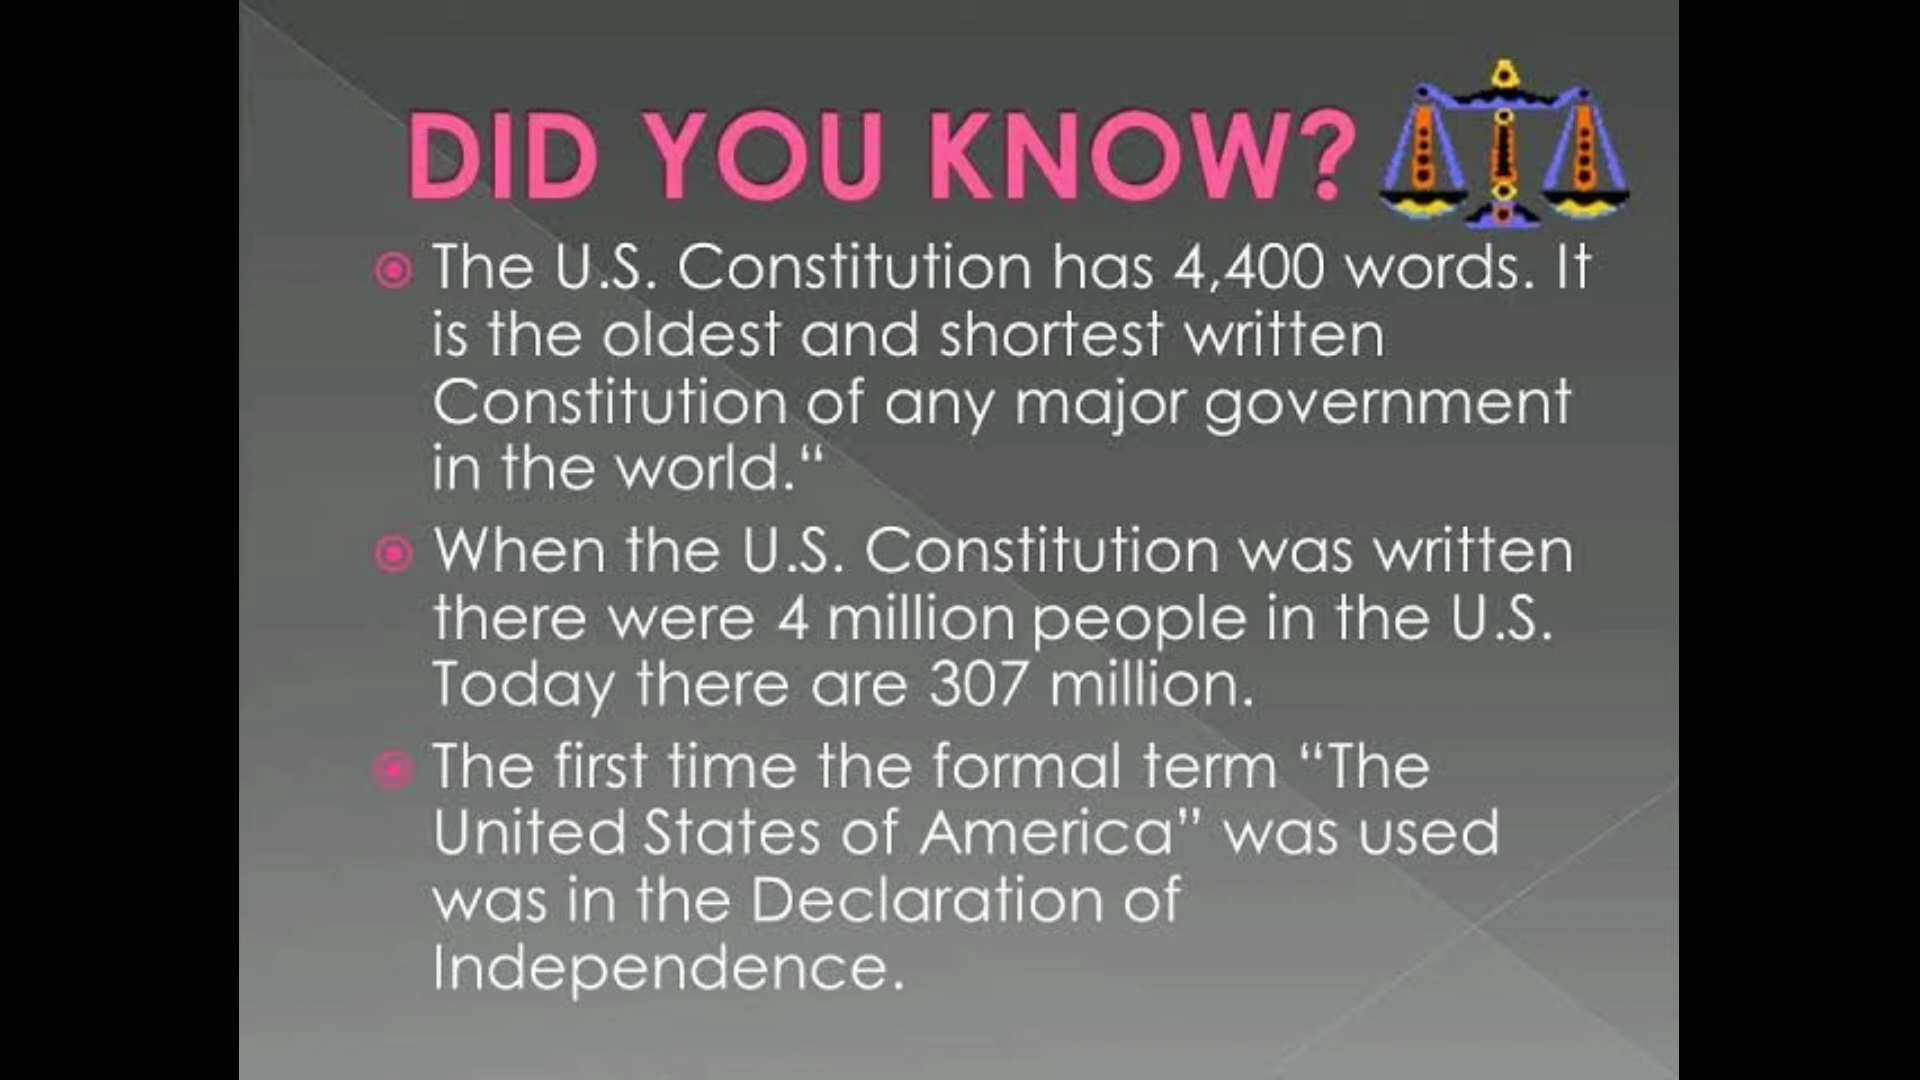 DID YOU KNOW?
The U.S. Constitution has 4,400 words. It
is the oldest and shortest written
Constitution of any major government
in the world.“
When the U.S. Constitution was written
there were 4 million people in the U.S.
Today there are 307 million.
The first time the formal term “The
United States of America” was used
was in the Declaration of
Independence.